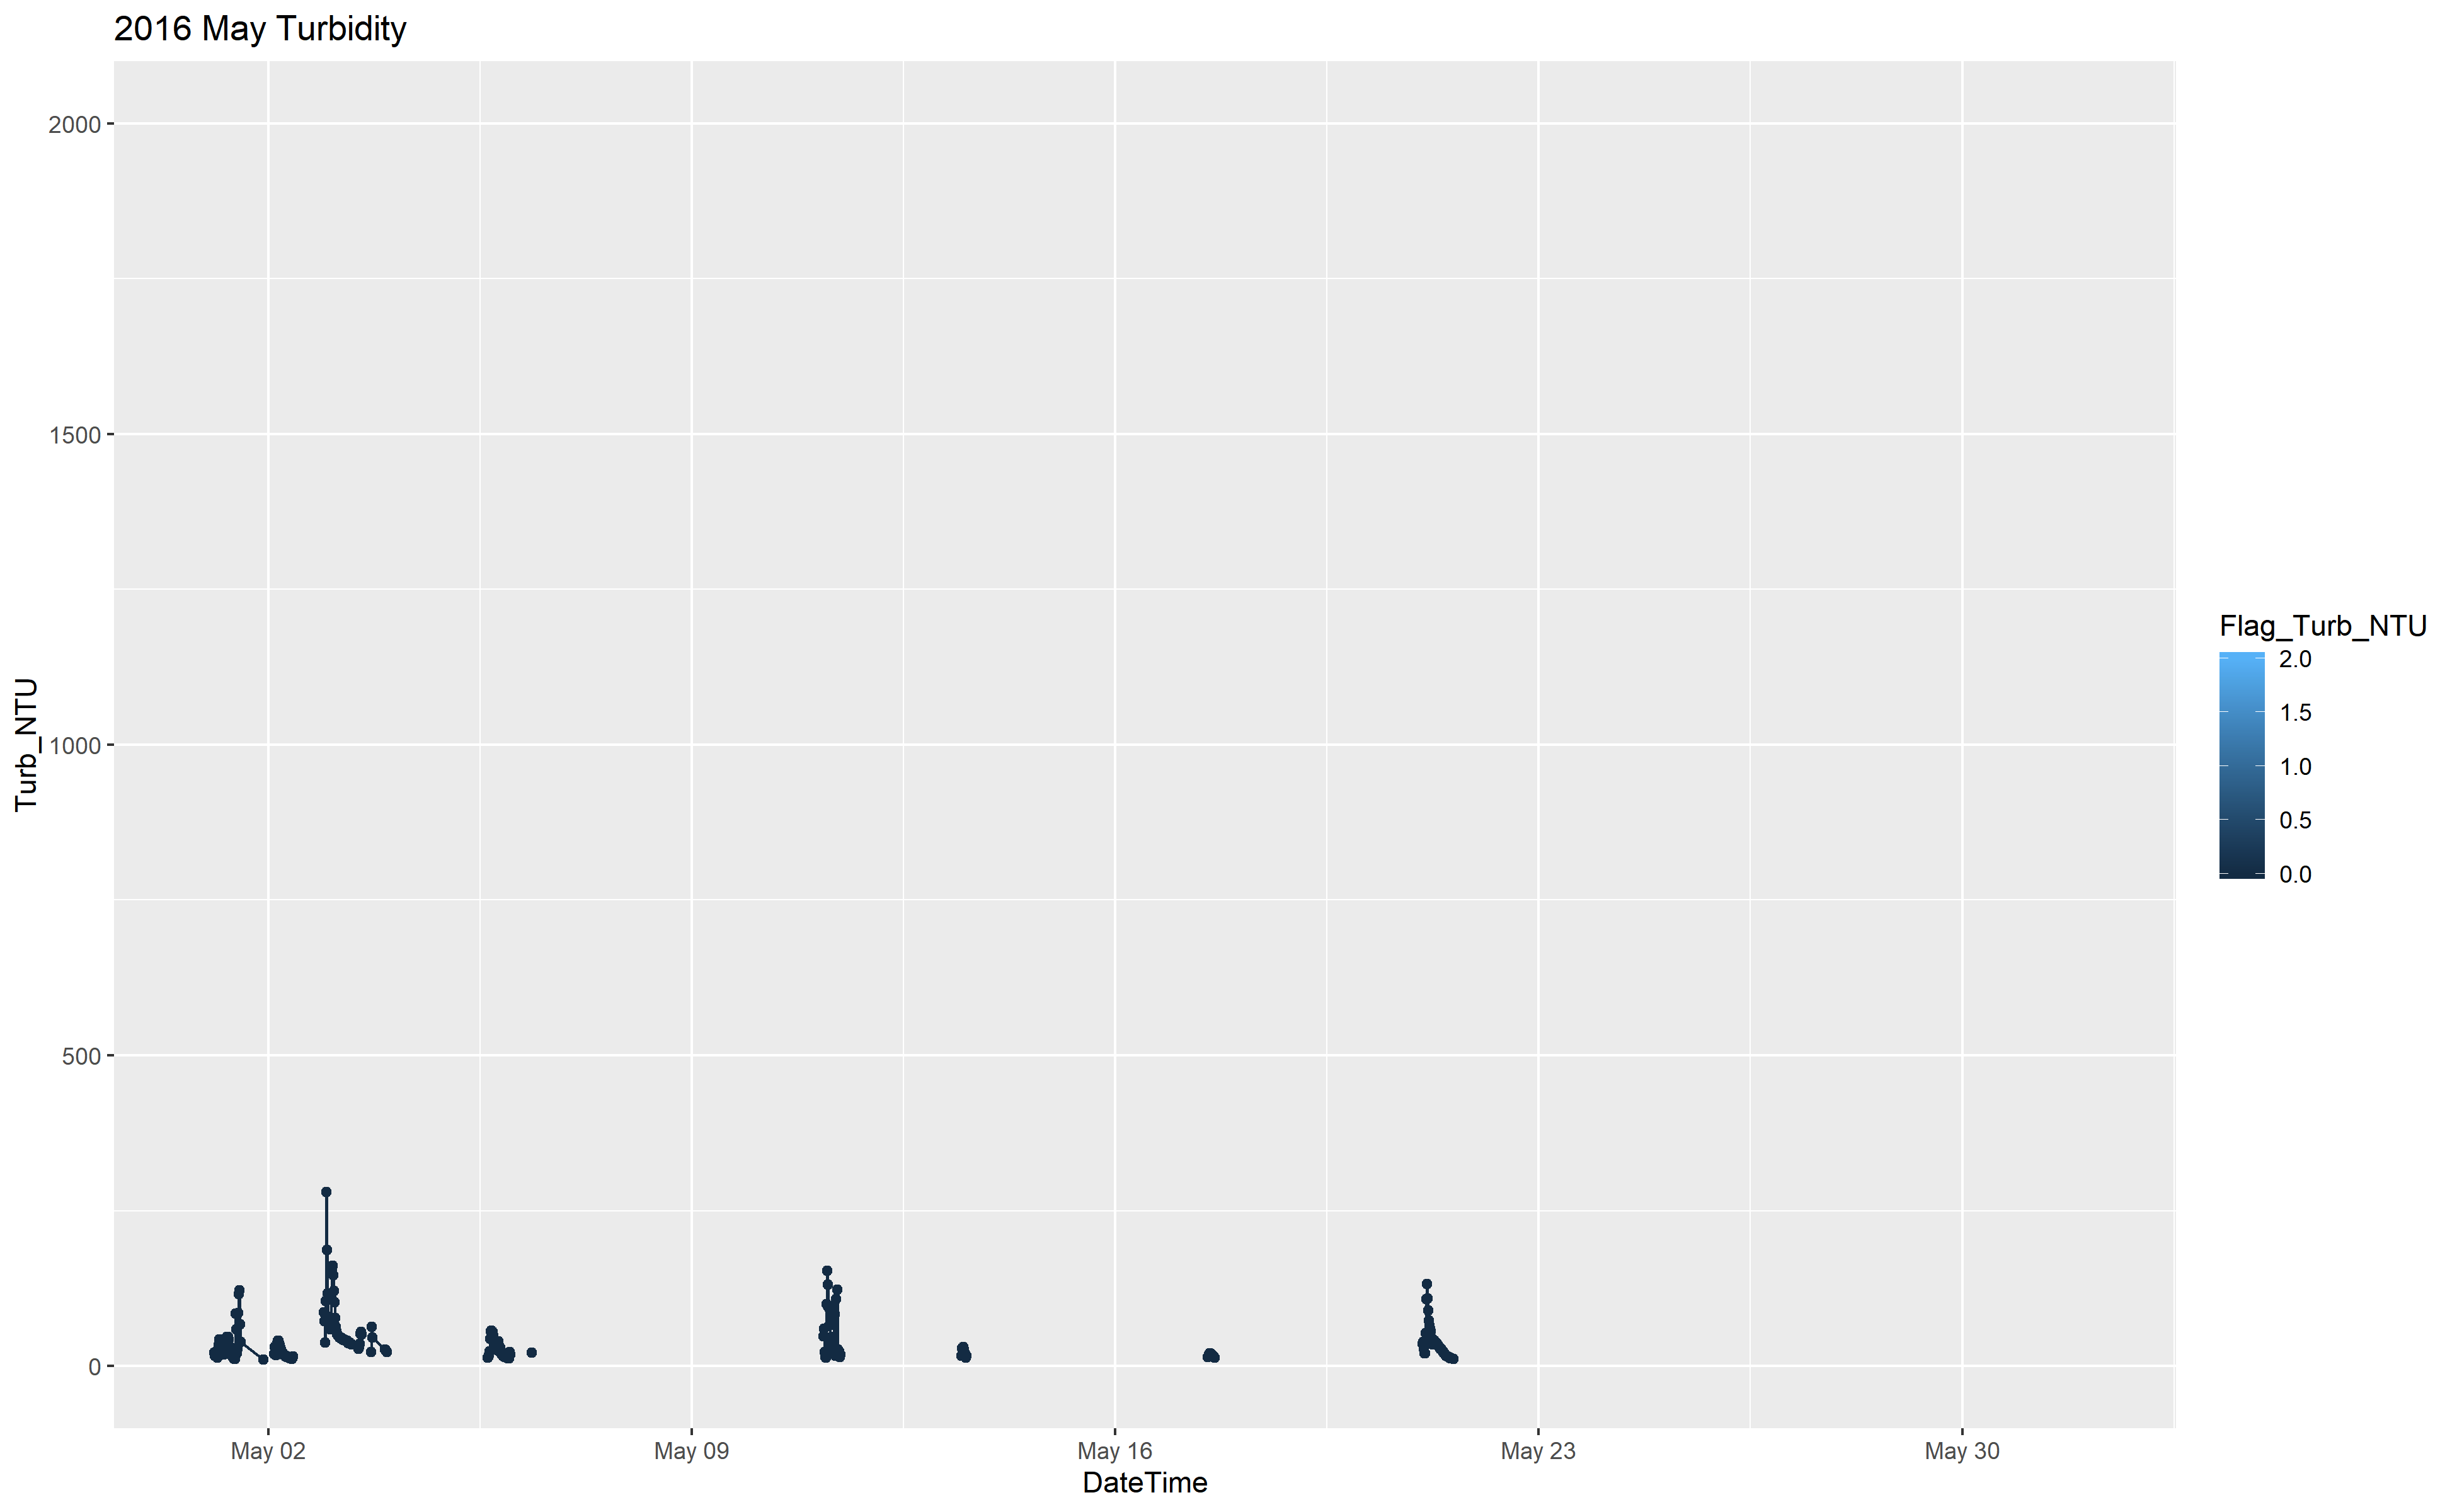 2016 May Turbidity
Turb_NTU
2000
1500
1000
500
0
May 02
May 09
May 16
May 23
May 30
DateTime
Flag_Turb_NTU
2.0
1.5
1.0
0.5
0.0